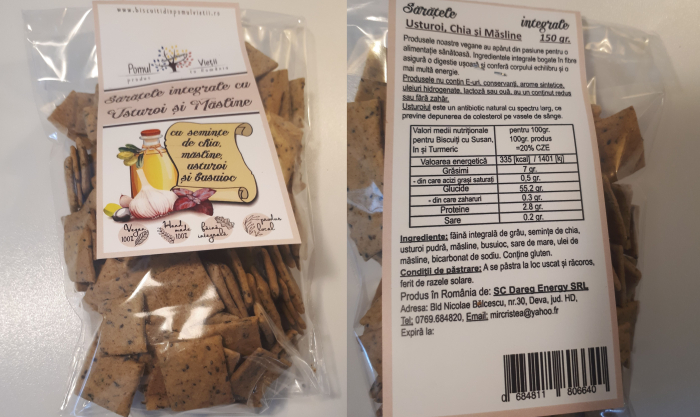 www.biscuitidinpomulvietii.ro
Pomul Vieții
produs în România
Sarațele integrale cu
Usturoi și Măsline
cu seminte
de chia,
masline,
usturoi
si busuioc
Vegan
100%
Hand
made
100%
făină
integrală
Sarațele integrale
Usturoi, Chia și Măsline 150 gr.
Produsele noastre vegane au apărut din pasiune pentru o
alimentație sănătoasă. Ingredientele integrale bogate în fibre
asigură o digestie ușoară și conferă corpului echilibru și o
mai multă energie.
Produsele nu conțin E-uri, conservanți, arome sintetice,
uleiuri hidrogenate, lactoză sau ouă, au un conținut redus
sau fără zahăr.
Usturoiul este un antibiotic natural cu spectru larg, ce
previne depunerea de colesterol pe vasele de sânge.
Valori medii nutriționale pentru 100gr.
pentru Biscuiți cu Susan, 100gr. produs
In și Turmeric =20% CZE
Valoarea energetică 335 [kcal] / 1401 [kj]
Grăsimi 7 gr.
- din care acizi grași saturați 0,5 gr.
Glucide 55.2 gr.
- din care zaharuri 0.3 gr.
Proteine 2.8 gr.
Sare 0.2 gr.
Ingrediente: făină integrală de grâu, semințe de chia,
usturoi pudră, măsline, busuioc, sare de mare, ulei de
măsline, bicarbonat de sodiu. Conține gluten.
Condiții de păstrare: A se păstra la loc uscat și răcoros,
ferit de razele solare.
Produs în România de: SC Dareg Energy SRL
Adresa: Bld Nicolae Bălcescu, nr.30, Deva, jud. HD,
Tel: 0769.684820, Email: mircristea@yahoo.fr
Expiră la:
0 684811 806640